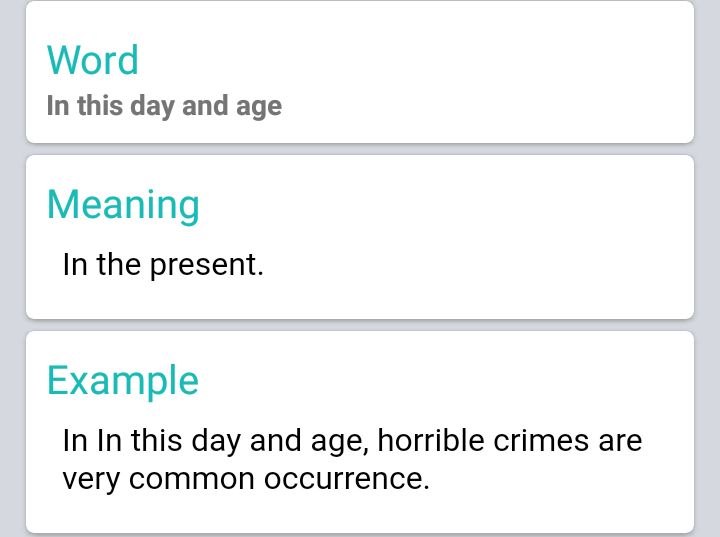 Word
In this day and age
Meaning
In the present.
Example
In In this day and age, horrible crimes are
very common occurrence.